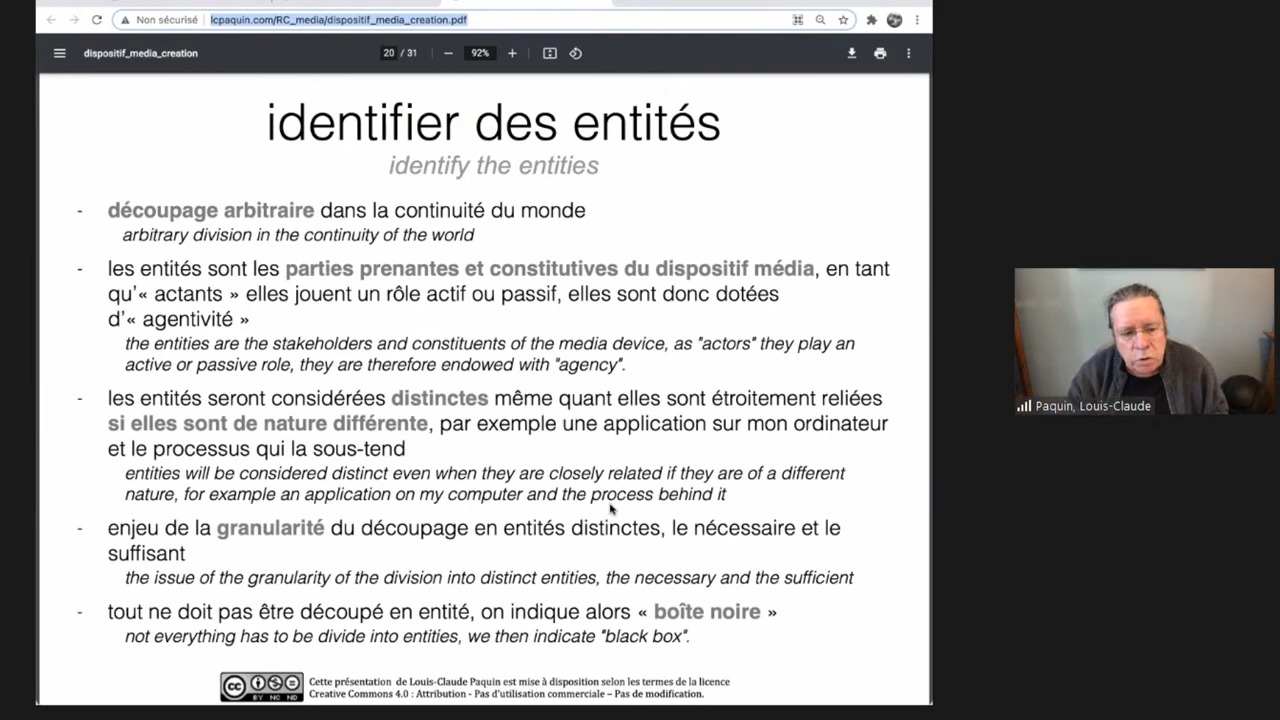 Non sécurisé | lcpaquin.com/RC_media/dispositif_media_creation.pdf
dispositif_media_creation
20 / 31
92%
identifier des entités
identify the entities
- découpage arbitraire dans la continuité du monde
arbitrary division in the continuity of the world
- les entités sont les parties prenantes et constitutives du dispositif média, en tant
qu'« actants » elles jouent un rôle actif ou passif, elles sont donc dotées
d'« agentivité »
the entities are the stakeholders and constituents of the media device, as "actors" they play an
active or passive role, they are therefore endowed with "agency".
- les entités seront considérées distinctes même quant elles sont étroitement reliées
si elles sont de nature différente, par exemple une application sur mon ordinateur
et le processus qui la sous-tend
entities will be considered distinct even when they are closely related if they are of a different
nature, for example an application on my computer and the process behind it
- enjeu de la granularité du découpage en entités distinctes, le nécessaire et le
suffisant
the issue of the granularity of the division into distinct entities, the necessary and the sufficient
- tout ne doit pas être découpé en entité, on indique alors « boîte noire »
not everything has to be divide into entities, we then indicate "black box".
cc BY NC ND
Cette présentation de Louis-Claude Paquin est mise à disposition selon les termes de la licence
Creative Commons 4.0 : Attribution - Pas d'utilisation commerciale – Pas de modification.
Paquin, Louis-Claude